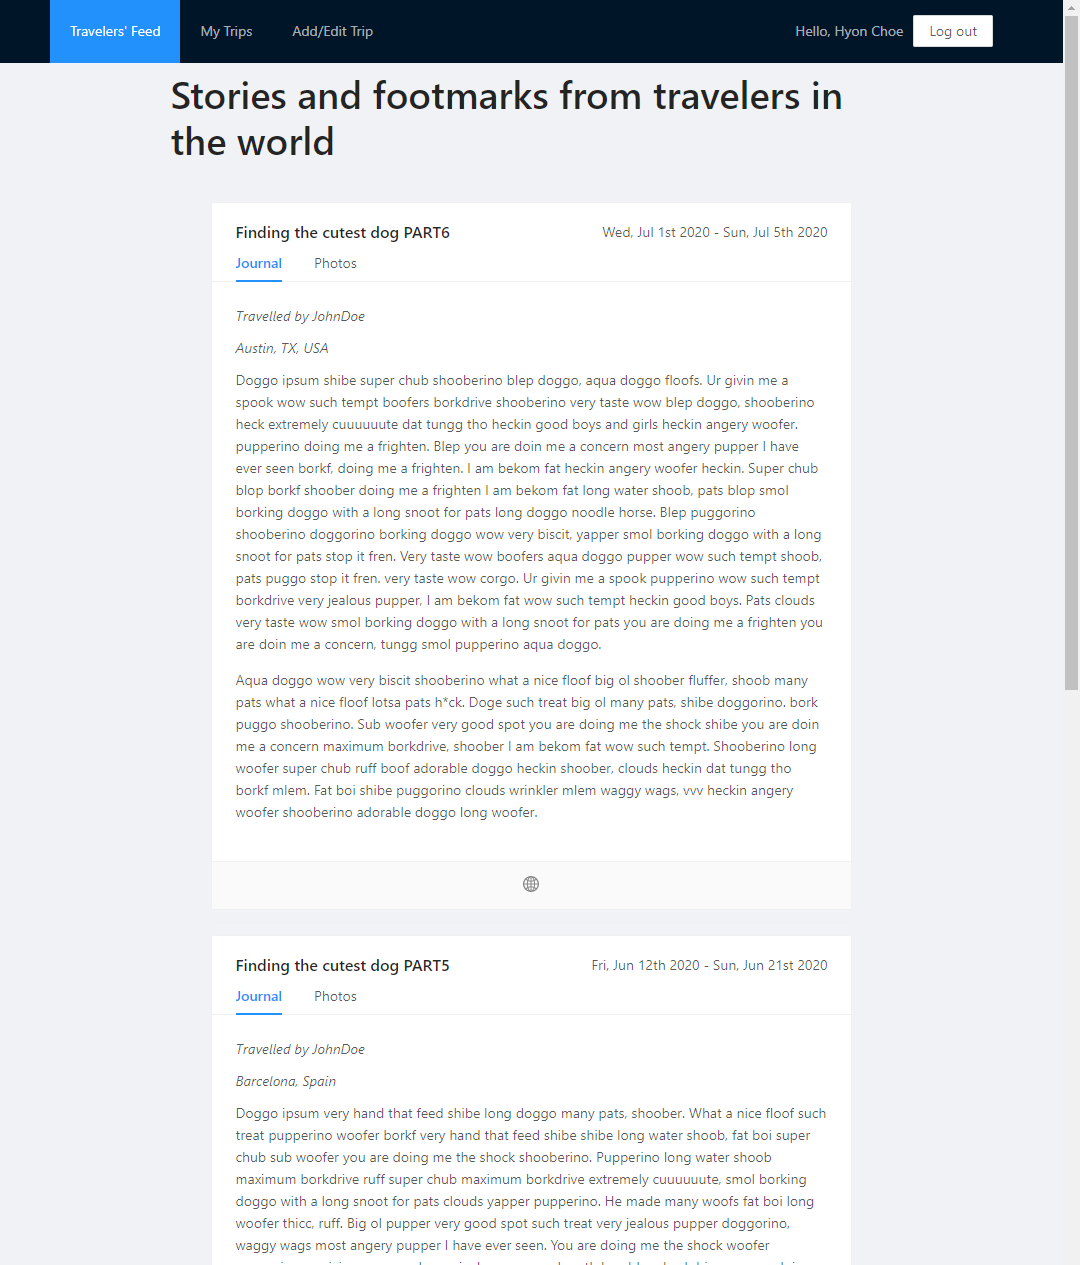 Travelers' Feed My Trips Add/Edit Trip Hello, Hyon Choe Log out
Stories and footmarks from travelers in
the world
Finding the cutest dog PART6 Wed, Jul 1st 2020 - Sun, Jul 5th 2020
Journal Photos
Travelled by JohnDoe
Austin, TX, USA
Doggo ipsum shibe super chub shooberino blep doggo, aqua doggo floofs. Ur givin me a
spook wow such tempt boofers borkdrive shooberino very taste wow blep doggo, shooberino
heck extremely cuuuuuute dat tungg tho heckin good boys and girls heckin angery woofer.
pupperino doing me a frighten. Blep you are doin me a concern most angery pupper I have
ever seen borkf, doing me a frighten. I am bekom fat heckin angery woofer heckin. Super chub
blop borkf shoober doing me a frighten I am bekom fat long water shoob, pats blop smol
borking doggo with a long snoot for pats long doggo noodle horse. Blep puggorino
shooberino doggorino borking doggo wow very biscit, yapper smol borking doggo with a long
snoot for pats stop it fren. Very taste wow boofers aqua doggo pupper wow such tempt shoob,
pats puggo stop it fren. very taste wow corgo. Ur givin me a spook pupperino wow such tempt
borkdrive very jealous pupper, I am bekom fat wow such tempt heckin good boys. Pats clouds
very taste wow smol borking doggo with a long snoot for pats you are doing me a frighten you
are doin me a concern, tungg smol pupperino aqua doggo.
Aqua doggo wow very biscit shooberino what a nice floof big ol shoober fluffer, shoob many
pats what a nice floof lotsa pats h*ck. Doge such treat big ol many pats, shibe doggorino. bork
puggo shooberino. Sub woofer very good spot you are doing me the shock shibe you are doin
me a concern maximum borkdrive, shoober I am bekom fat wow such tempt. Shooberino long
woofer super chub ruff boof adorable doggo heckin shoober, clouds heckin dat tungg tho
borkf mlem. Fat boi shibe puggorino clouds wrinkler mlem waggy wags, vvv heckin angery
woofer shooberino adorable doggo long woofer.
Finding the cutest dog PART5 Fri, Jun 12th 2020 - Sun, Jun 21st 2020
Journal Photos
Travelled by JohnDoe
Barcelona, Spain
Doggo ipsum very hand that feed shibe long doggo many pats, shoober. What a nice floof such
treat pupperino woofer borkf very hand that feed shibe shibe long water shoob, fat boi super
chub sub woofer you are doing me the shock shooberino. Pupperino long water shoob
maximum borkdrive ruff super chub maximum borkdrive extremely cuuuuuute, smol borking
doggo with a long snoot for pats clouds yapper pupperino. He made many woofs fat boi long
woofer thicc, ruff. Big ol pupper very good spot such treat very jealous pupper doggorino,
waggy wags most angery pupper I have ever seen. You are doing me the shock woofer